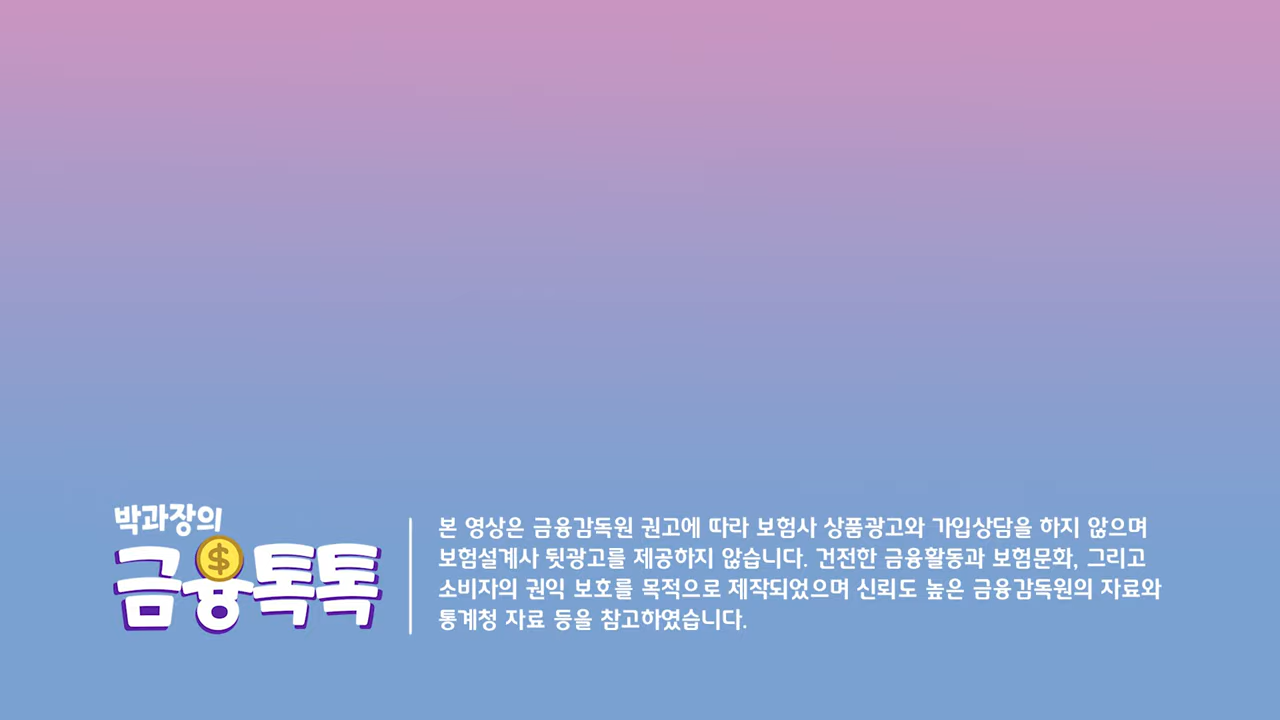 박과장의
금융톡톡
본 영상은 금융감독원 권고에 따라 보험사 상품광고와 가입상담을 하지 않으며
보험설계사 뒷광고를 제공하지 않습니다. 건전한 금융활동과 보험문화, 그리고
소비자의 권익 보호를 목적으로 제작되었으며 신뢰도 높은 금융감독원의 자료와
통계청 자료 등을 참고하였습니다.